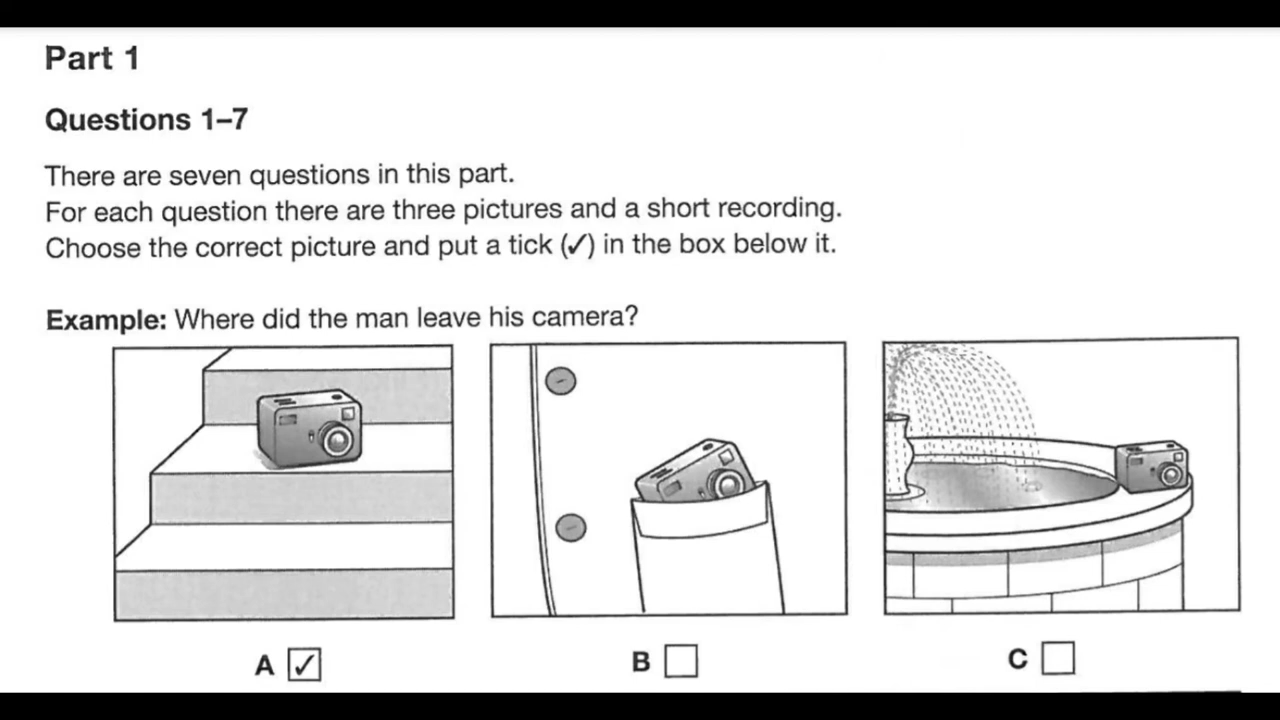 Part 1
Questions 1–7
There are seven questions in this part.
For each question there are three pictures and a short recording.
Choose the correct picture and put a tick (✓) in the box below it.
Example: Where did the man leave his camera?
A ✓ B C